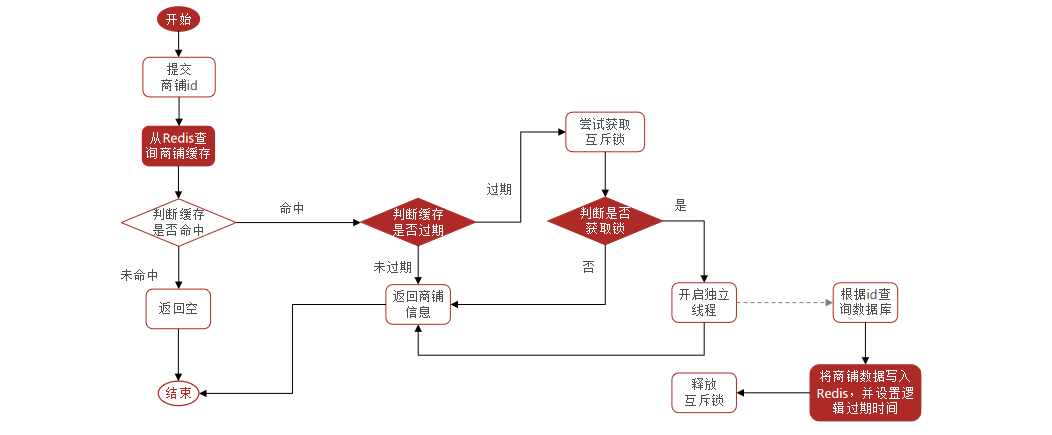 开始
提交
商铺id
从Redis查
询商铺缓存
判断缓存
是否命中
命中
未命中
返回空
结束
判断缓存
是否过期
过期
未过期
返回商铺
信息
尝试获取
互斥锁
判断是否
获取锁
是
否
开启独立
线程
根据id查
询数据库
将商铺数据写入
Redis，并设置逻
辑过期时间
释放
互斥锁